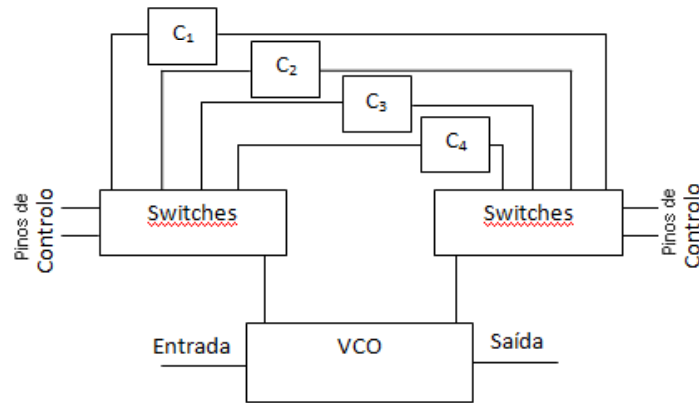 C₁
C₂
C₃
C₄
Pinos de
Controlo
Switches
Switches
Pinos de
Controlo
Entrada
VCO
Saída